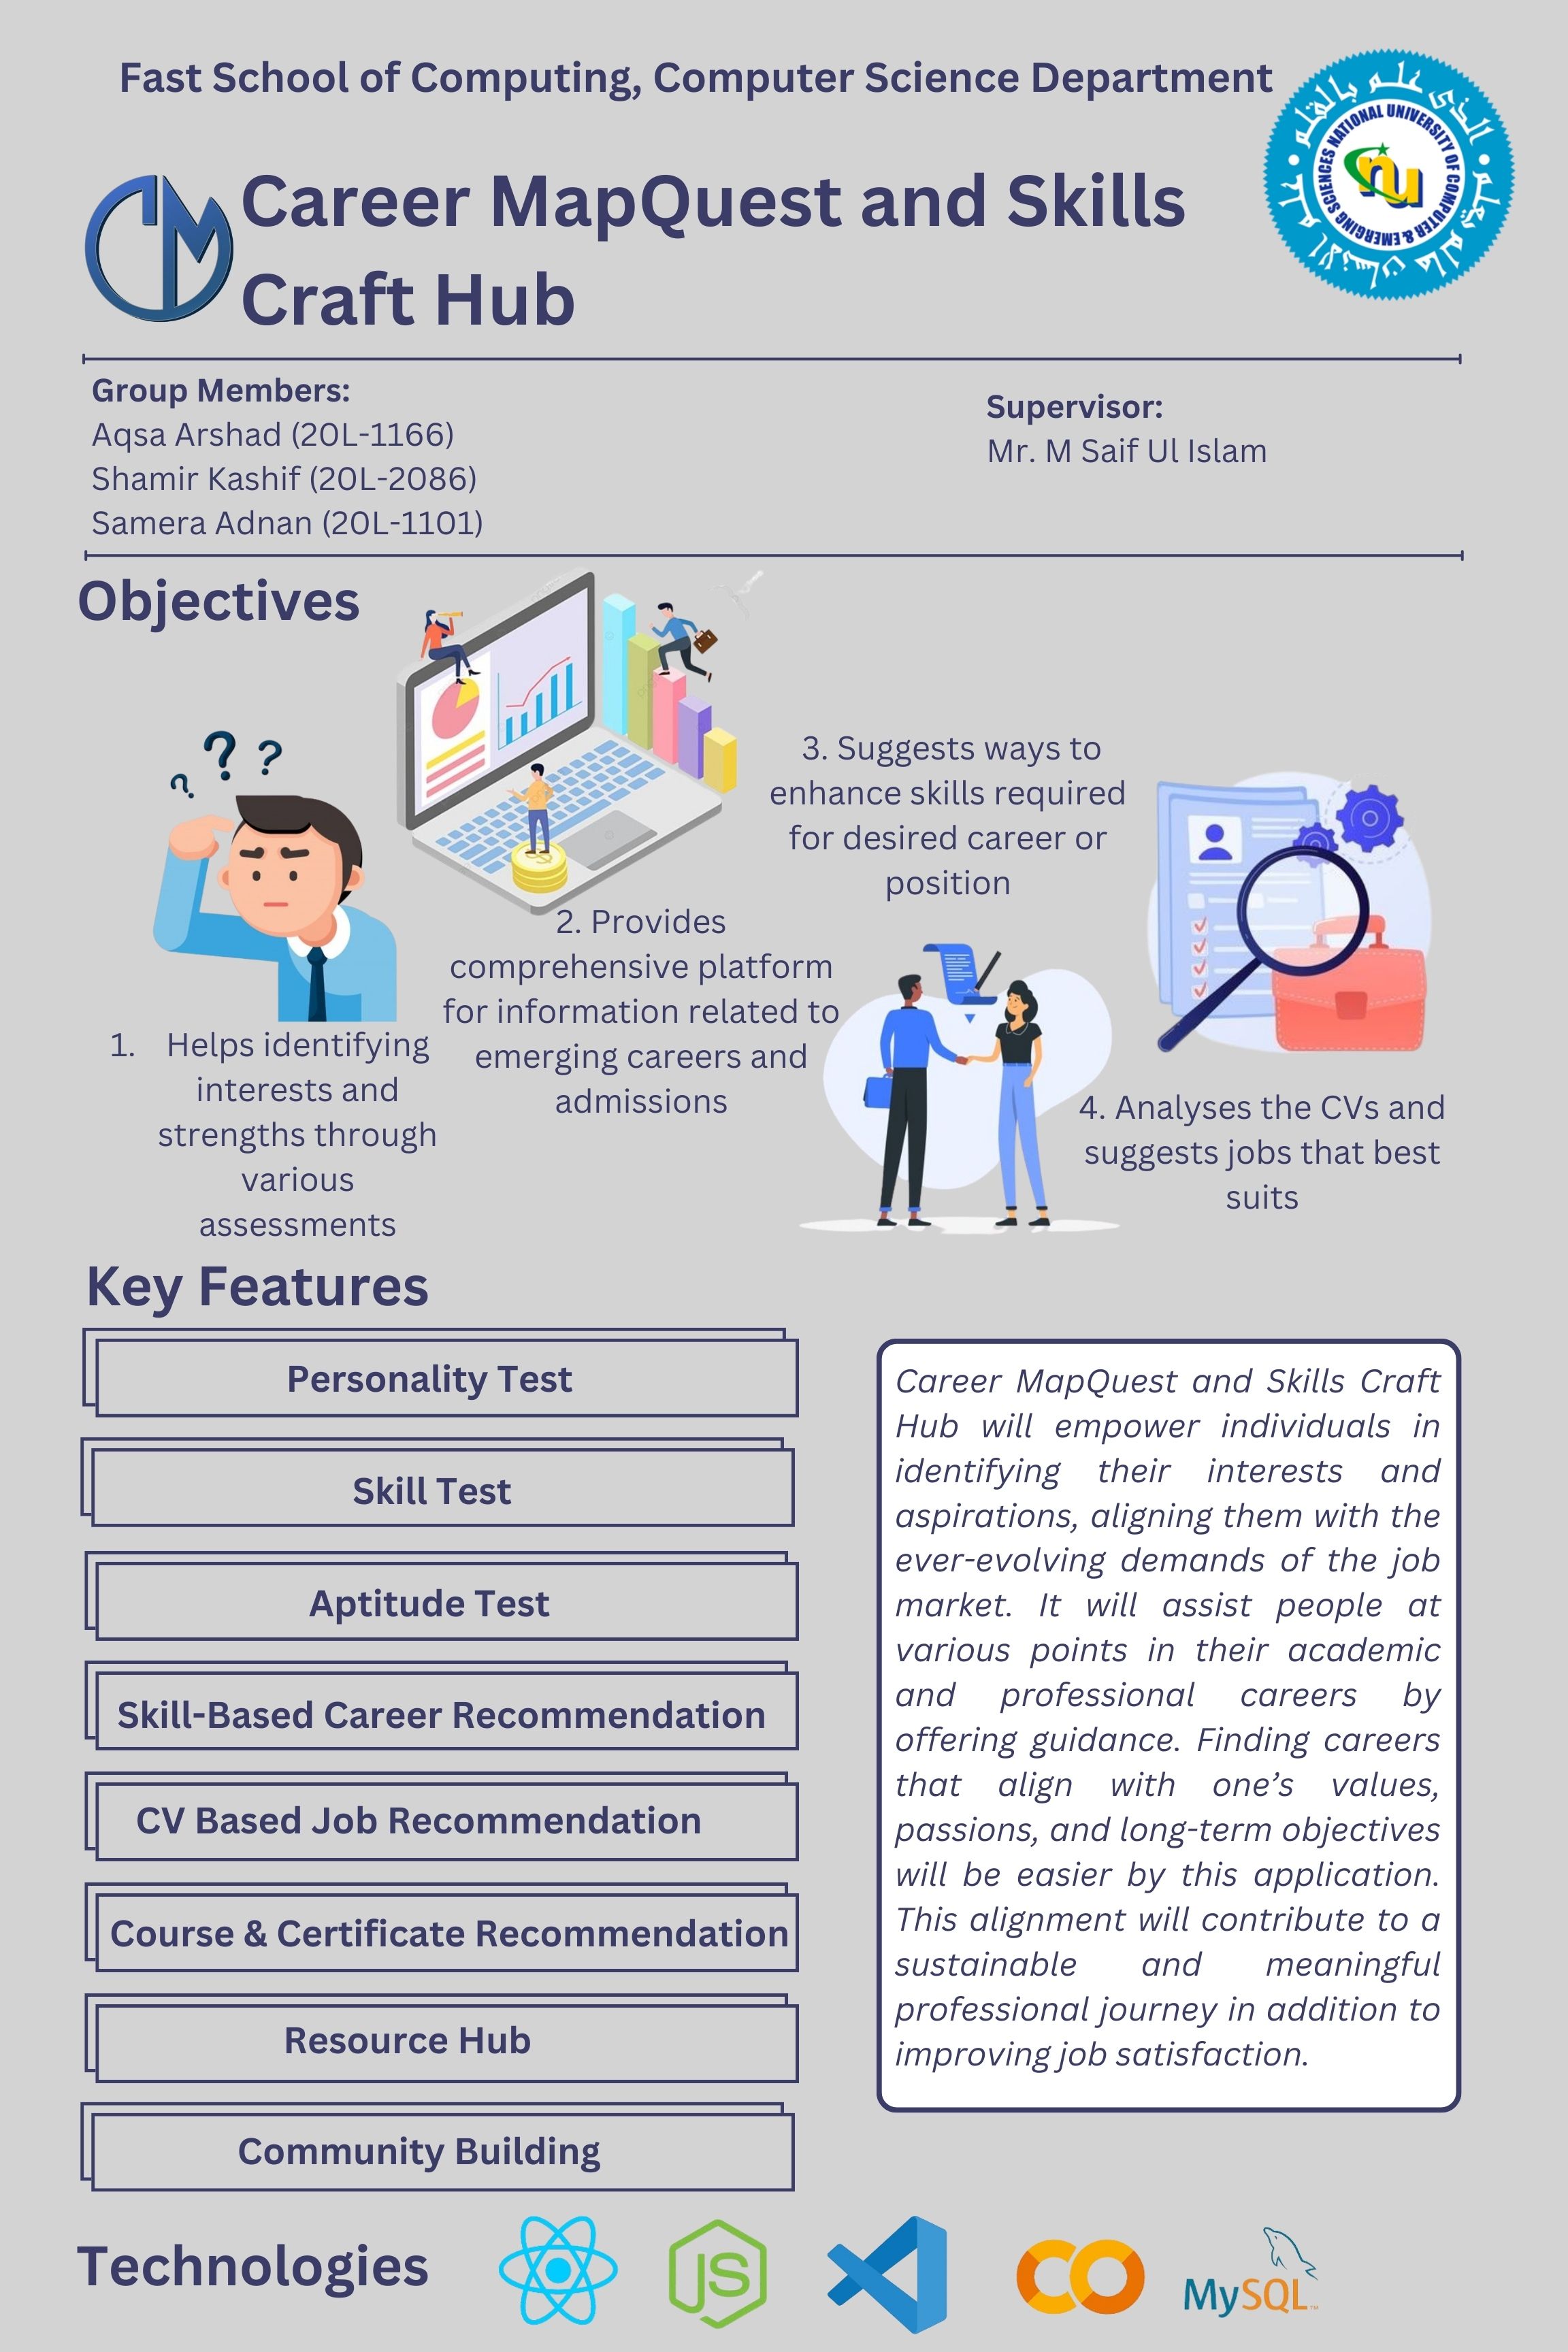 Fast School of Computing, Computer Science Department
NATIONAL UNIVERSITY OF COMPUTER & EMERGING SCIENCES
nu
CM
Career MapQuest and Skills
Craft Hub
Group Members:
Aqsa Arshad (20L-1166)
Shamir Kashif (20L-2086)
Samera Adnan (20L-1101)
Supervisor:
Mr. M Saif Ul Islam
Objectives
? ? ?
1. Helps identifying
interests and
strengths through
various
assessments
2. Provides
comprehensive platform
for information related to
emerging careers and
admissions
3. Suggests ways to
enhance skills required
for desired career or
position
4. Analyses the CVs and
suggests jobs that best
suits
Key Features
Personality Test
Skill Test
Aptitude Test
Skill-Based Career Recommendation
CV Based Job Recommendation
Course & Certificate Recommendation
Resource Hub
Community Building
Career MapQuest and Skills Craft
Hub will empower individuals in
identifying their interests and
aspirations, aligning them with the
ever-evolving demands of the job
market. It will assist people at
various points in their academic
and professional careers by
offering guidance. Finding careers
that align with one’s values,
passions, and long-term objectives
will be easier by this application.
This alignment will contribute to a
sustainable and meaningful
professional journey in addition to
improving job satisfaction.
Technologies
JS
CO
MySQL™